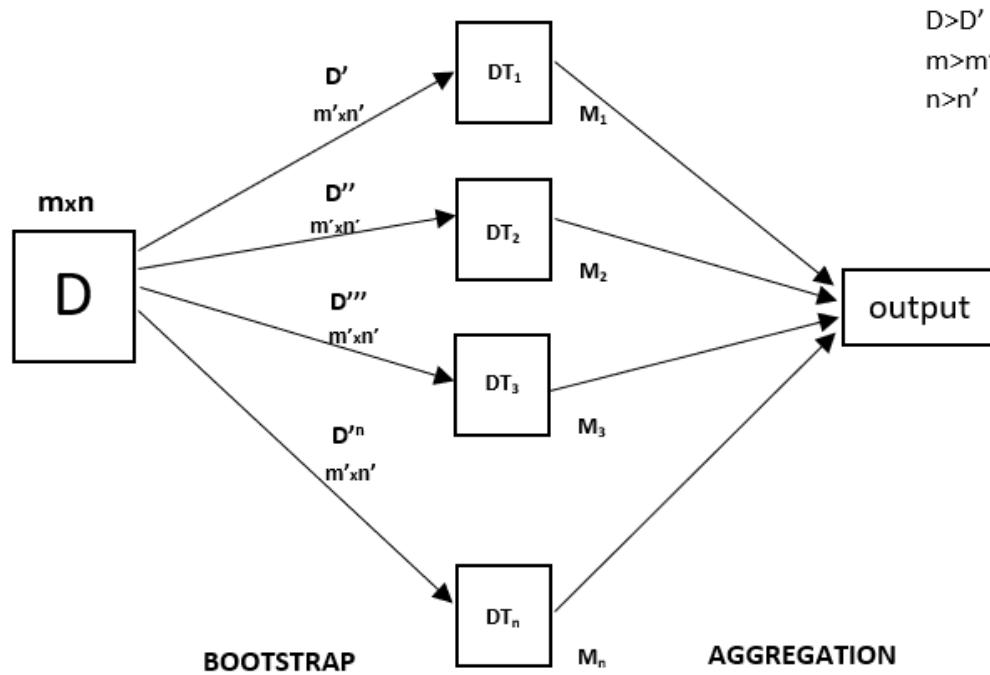 D>D'
m>m'
n>n'
D'
m'xn'
DT₁
M₁
D''
m'xn'
DT₂
M₂
mxn
D
D'''
m'xn'
DT₃
M₃
output
D'ⁿ
m'xn'
DTₙ
Mₙ
BOOTSTRAP
AGGREGATION